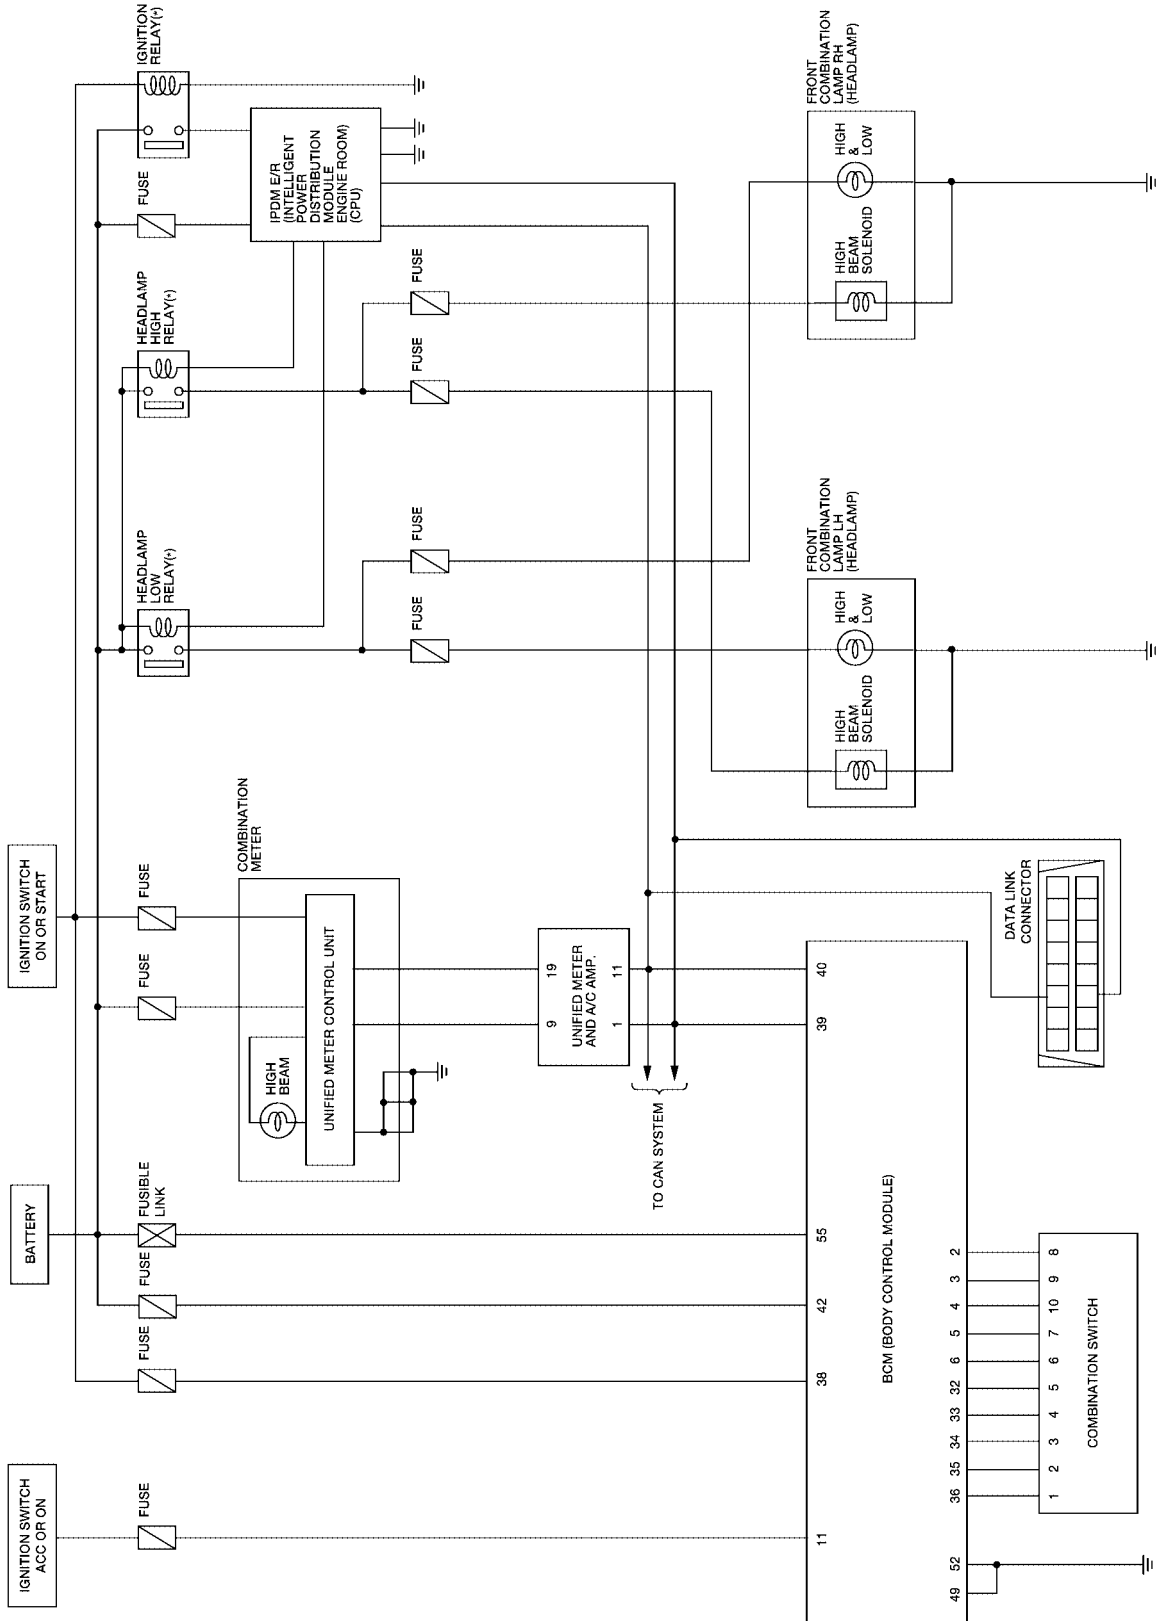 IGNITION SWITCH
ACC OR ON
BATTERY
IGNITION SWITCH
ON OR START
FUSE
FUSE
FUSE
FUSIBLE
LINK
FUSE
FUSE
HEADLAMP
LOW
RELAY(*)
HEADLAMP
HIGH
RELAY(*)
FUSE
IGNITION
RELAY(*)
COMBINATION
METER
HIGH
BEAM
UNIFIED METER CONTROL UNIT
IPDM E/R
(INTELLIGENT
POWER
DISTRIBUTION
MODULE
ENGINE ROOM)
(CPU)
FUSE
FUSE
FUSE
FUSE
9
19
UNIFIED METER
AND A/C AMP.
1
11
TO CAN SYSTEM
11
38
42
55
39
40
BCM (BODY CONTROL MODULE)
49
52
36
35
34
33
32
6
5
4
3
2
1
2
3
4
5
6
7
10
9
8
COMBINATION SWITCH
DATA LINK
CONNECTOR
FRONT
COMBINATION
LAMP LH
(HEADLAMP)
HIGH
BEAM
SOLENOID
HIGH
&
LOW
FRONT
COMBINATION
LAMP RH
(HEADLAMP)
HIGH
BEAM
SOLENOID
HIGH
&
LOW